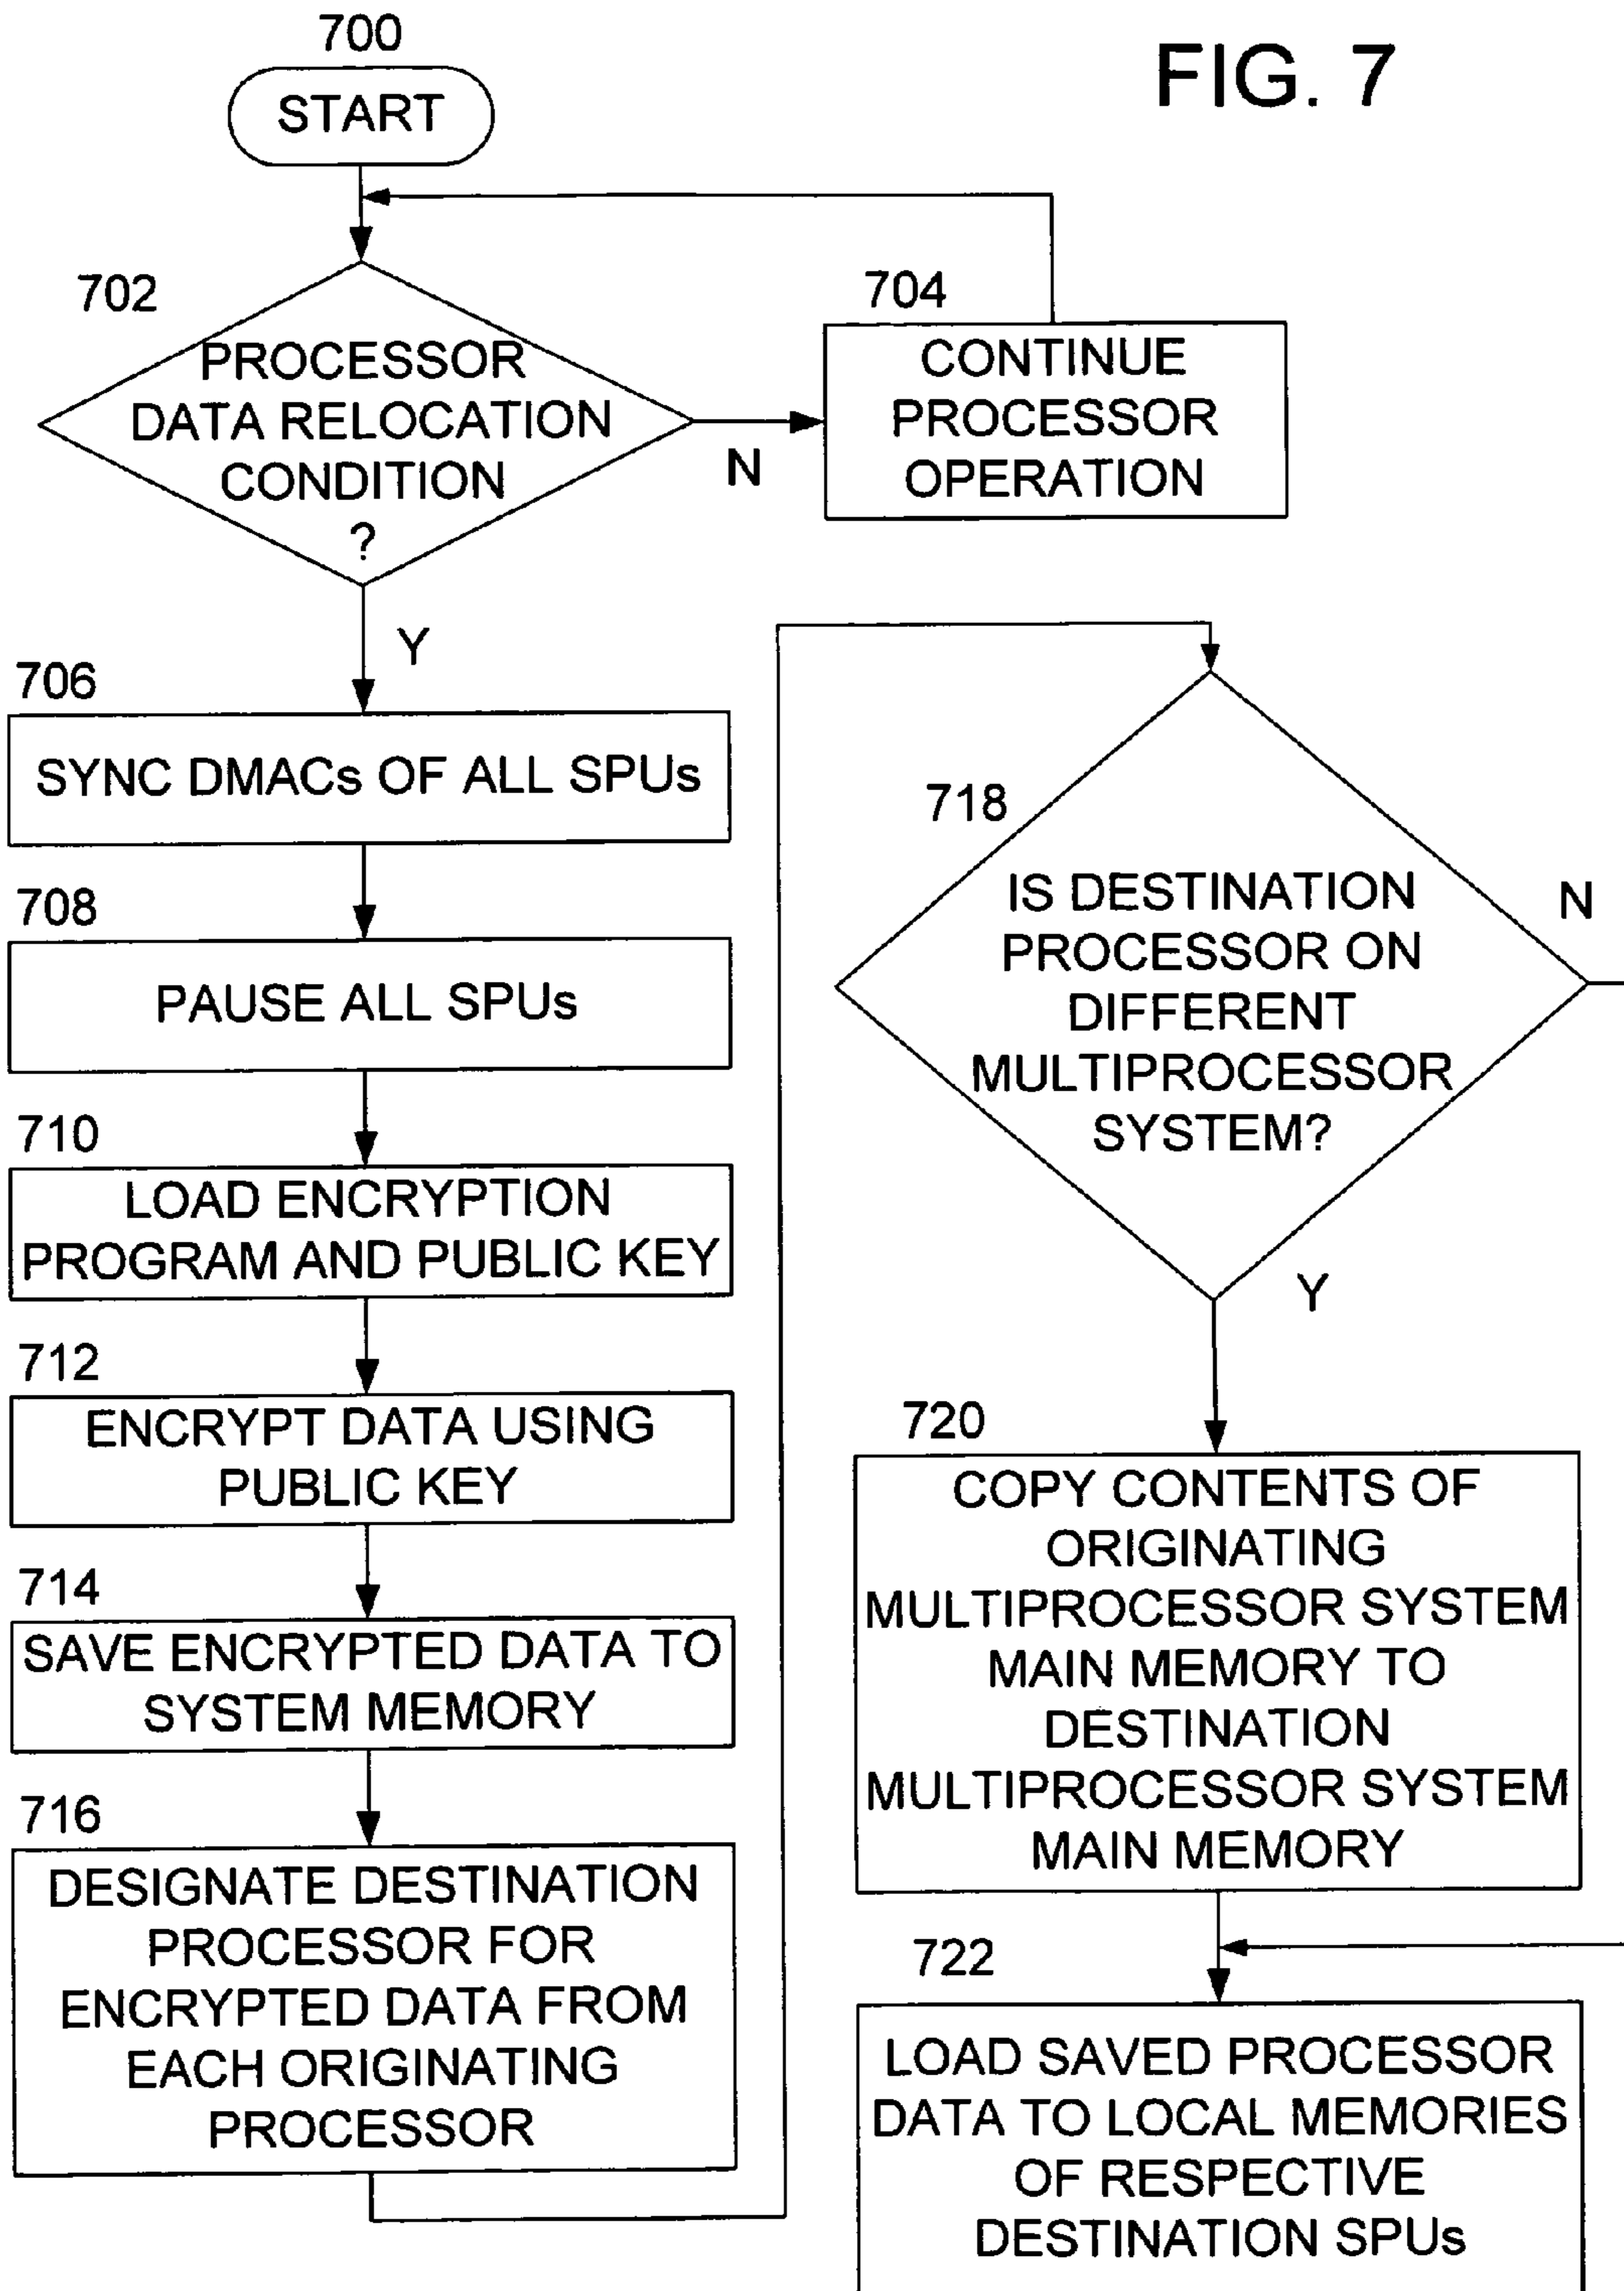 FIG. 7
700
START
702
PROCESSOR
DATA RELOCATION
CONDITION
?
N
704
CONTINUE
PROCESSOR
OPERATION
Y
706
SYNC DMACs OF ALL SPUs
708
PAUSE ALL SPUs
710
LOAD ENCRYPTION
PROGRAM AND PUBLIC KEY
712
ENCRYPT DATA USING
PUBLIC KEY
714
SAVE ENCRYPTED DATA TO
SYSTEM MEMORY
716
DESIGNATE DESTINATION
PROCESSOR FOR
ENCRYPTED DATA FROM
EACH ORIGINATING
PROCESSOR
718
IS DESTINATION
PROCESSOR ON
DIFFERENT
MULTIPROCESSOR
SYSTEM?
N
Y
720
COPY CONTENTS OF
ORIGINATING
MULTIPROCESSOR SYSTEM
MAIN MEMORY TO
DESTINATION
MULTIPROCESSOR SYSTEM
MAIN MEMORY
722
LOAD SAVED PROCESSOR
DATA TO LOCAL MEMORIES
OF RESPECTIVE
DESTINATION SPUs